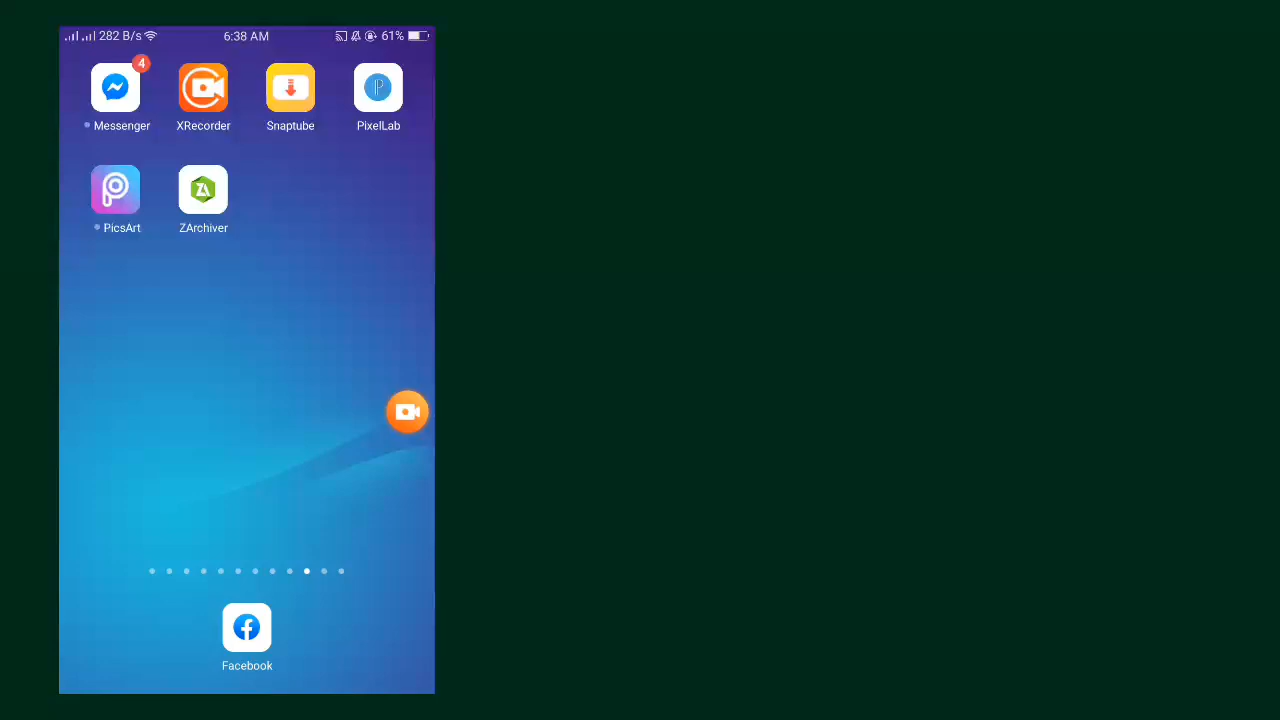 282 B/s 6:38 AM 61%
4
Messenger XRecorder Snaptube PixelLab
PicsArt ZArchiver
Facebook